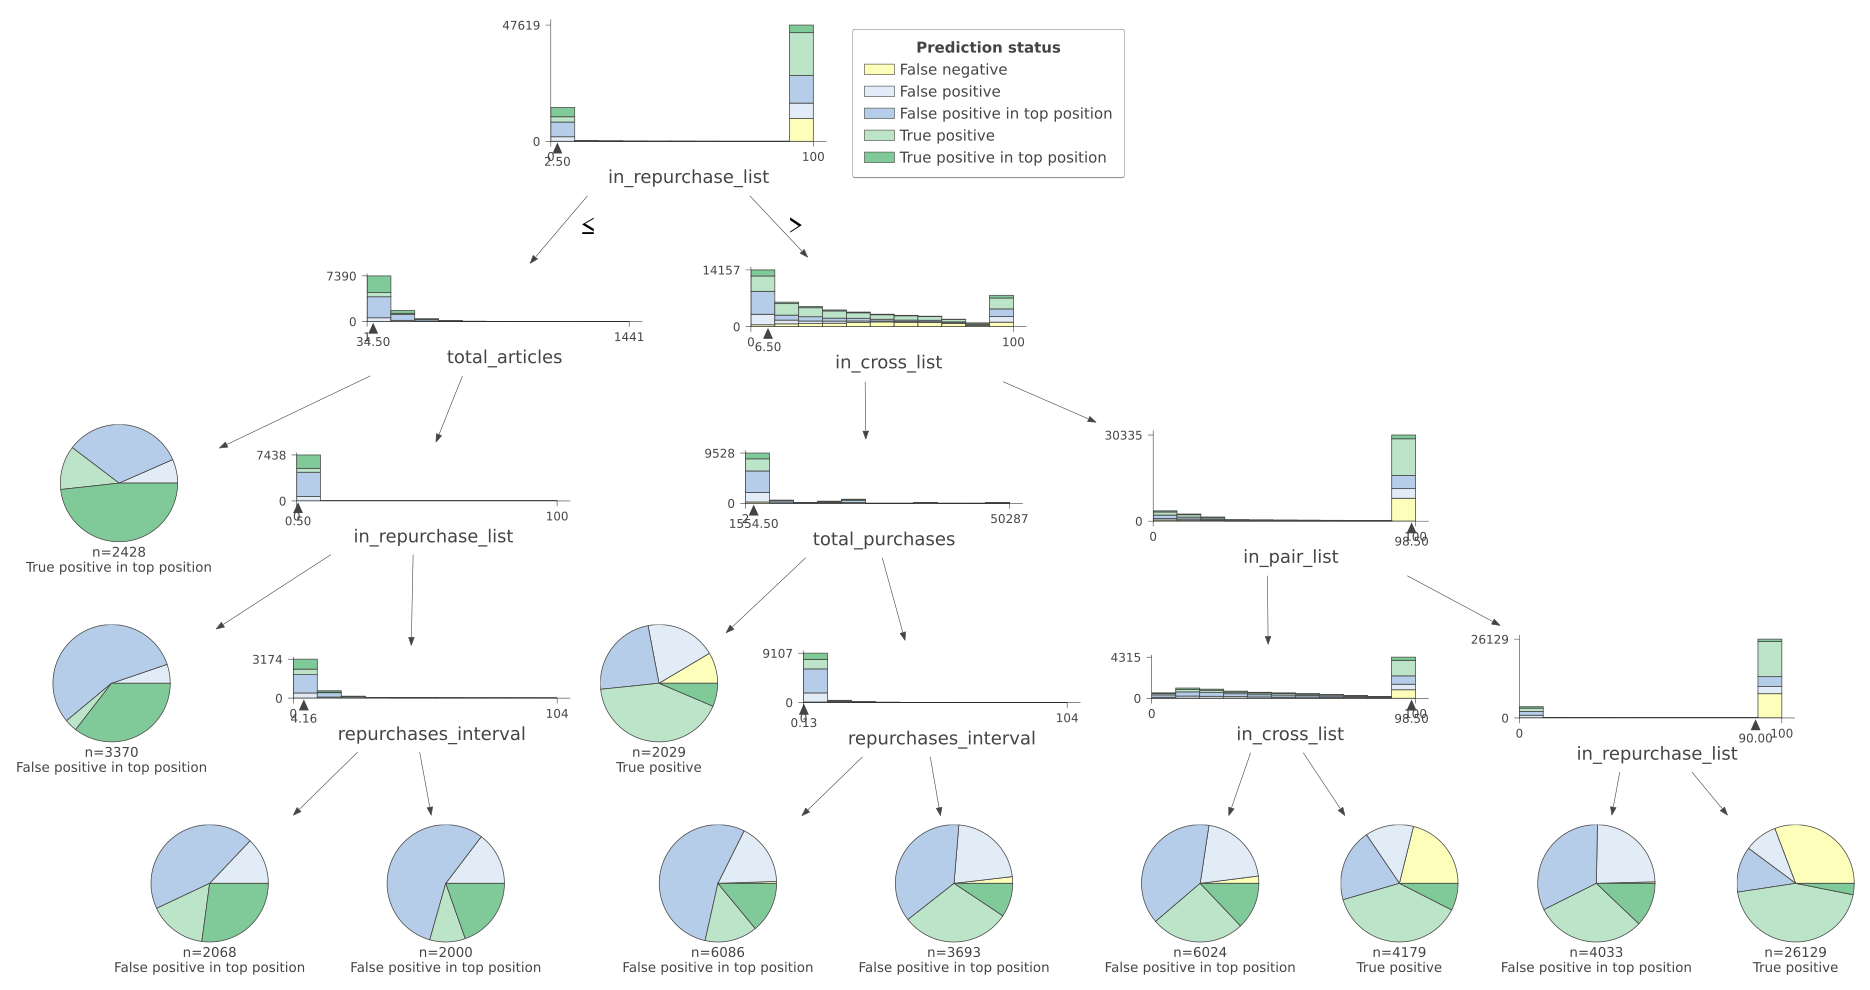 47619
0
0
2.50
100
in_repurchase_list
Prediction status
False negative
False positive
False positive in top position
True positive
True positive in top position
≤
>
7390
0
34.50
1441
total_articles
14157
0
0
6.50
100
in_cross_list
n=2428
True positive in top position
7438
0
0.50
100
in_repurchase_list
9528
0
1554.50
50287
total_purchases
30335
0
0
98.50
100
in_pair_list
n=3370
False positive in top position
3174
0
0
4.16
104
repurchases_interval
n=2029
True positive
9107
0
0.13
104
repurchases_interval
4315
0
0
98.50
100
in_cross_list
26129
0
0
90.00
100
in_repurchase_list
n=2068
False positive in top position
n=2000
False positive in top position
n=6086
False positive in top position
n=3693
False positive in top position
n=6024
False positive in top position
n=4179
True positive
n=4033
False positive in top position
n=26129
True positive